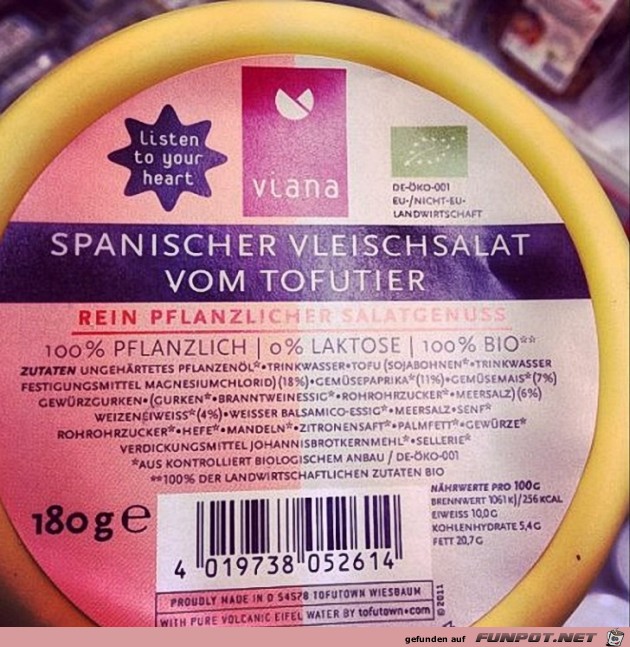 Listen
to your
heart
viana
DE-ÖKO-001
EU-/NICHT-EU-
LANDWIRTSCHAFT
SPANISCHER VLEISCHSALAT
VOM TOFUTIER
REIN PFLANZLICHER SALATGENUSS
100% PFLANZLICH | 0% LAKTOSE | 100% BIO**
ZUTATEN UNGEHÄRTETES PFLANZENÖL*•TRINKWASSER•TOFU (SOJABOHNEN*•TRINKWASSER
FESTIGUNGSMITTEL MAGNESIUMCHLORID) (18%)•GEMÜSEPAPRIKA*(11%)•GEMÜSEMAIS*(7%)
GEWÜRZGURKEN•(GURKEN*•BRANNTWEINESSIG*•ROHROHRZUCKER*•MEERSALZ) (6%)
WEIZENEIWEISS*(4%)•WEISSER BALSAMICO-ESSIG*•MEERSALZ•SENF*
ROHROHRZUCKER*•HEFE*•MANDELN*•ZITRONENSAFT*•PALMFETT*•GEWÜRZE*
VERDICKUNGSMITTEL JOHANNISBROTKERNMEHL*•SELLERIE*
*AUS KONTROLLIERT BIOLOGISCHEM ANBAU / DE-ÖKO-001
**100% DER LANDWIRTSCHAFTLICHEN ZUTATEN BIO
180g e
NÄHRWERTE PRO 100G
BRENNWERT 1061 KJ/256 KCAL
EIWEISS 10,0G
KOHLENHYDRATE 5,4G
FETT 20,7G
4 019738 052614
PROUDLY MADE IN D 54578 TOFUTOWN WIESBAUM
WITH PURE VOLCANIC EIFEL WATER BY tofutown.com
©2011
gefunden auf FUNPOT.NET